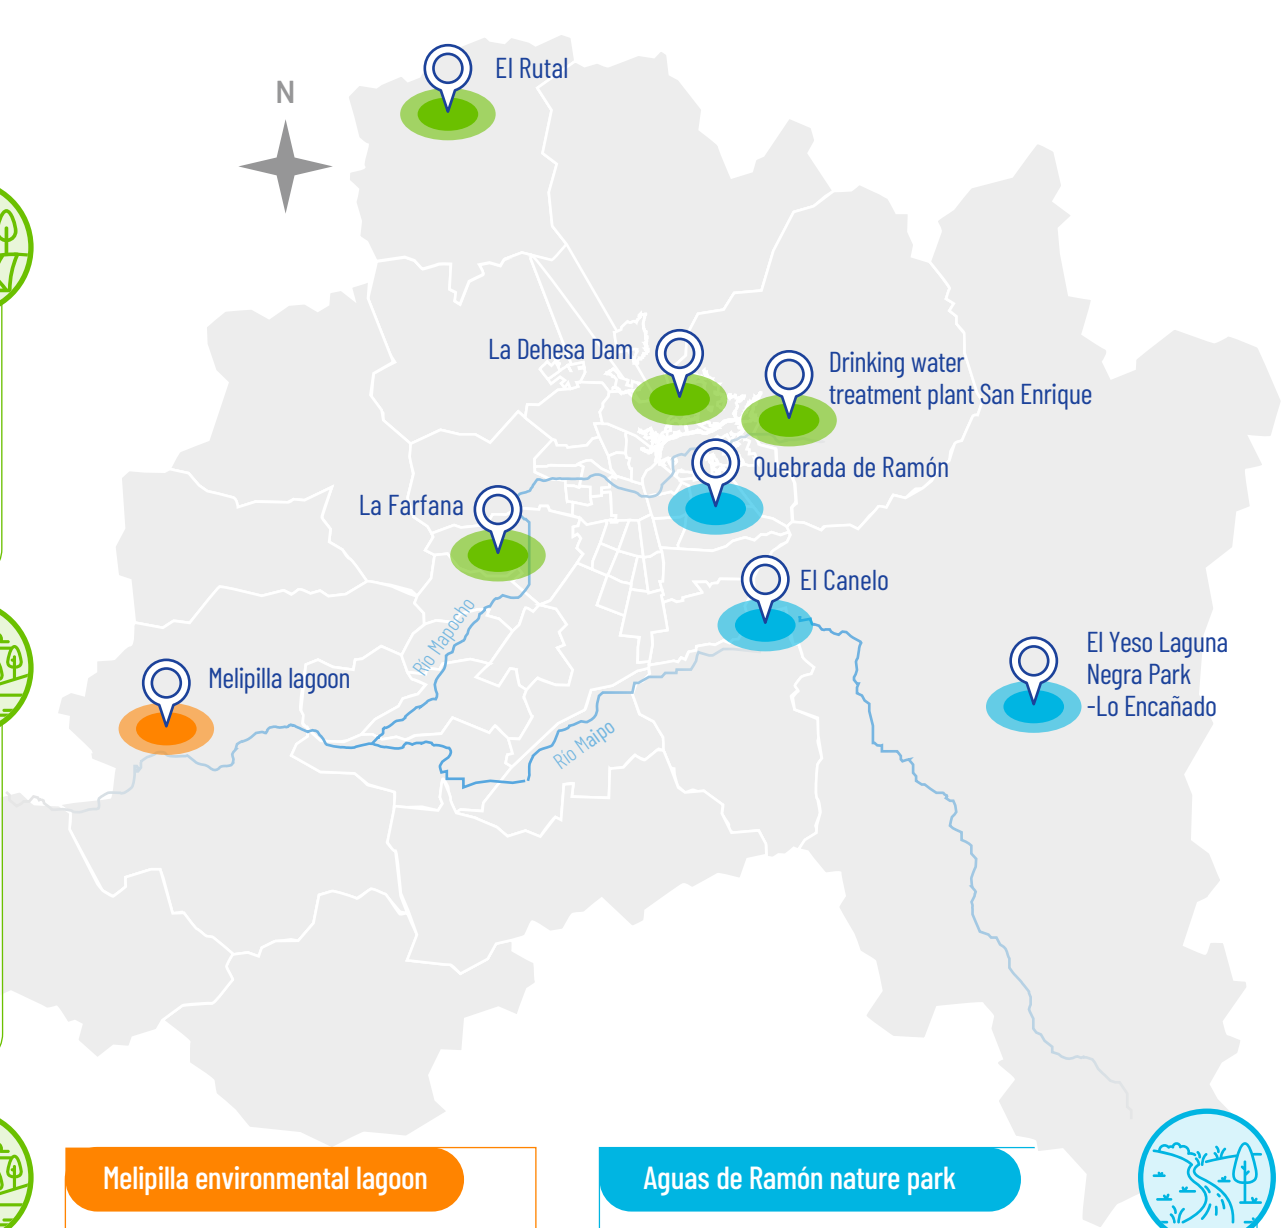 N
El Rutal
La Dehesa Dam
Drinking water
treatment plant San Enrique
Quebrada de Ramón
La Farfana
El Canelo
Río Mapocho
El Yeso Laguna
Negra Park
-Lo Encañado
Melipilla lagoon
Río Maipo
Melipilla environmental lagoon
Aguas de Ramón nature park